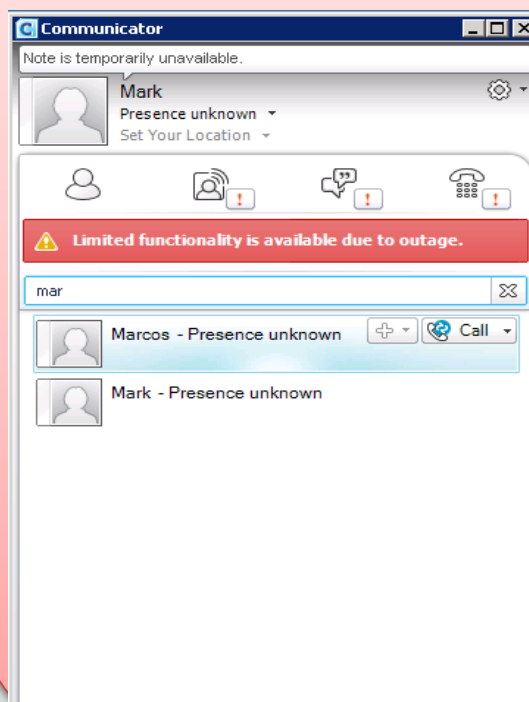 Communicator
Note is temporarily unavailable.
Mark
Presence unknown
Set Your Location
Limited functionality is available due to outage.
mar
Marcos - Presence unknown
Call
Mark - Presence unknown